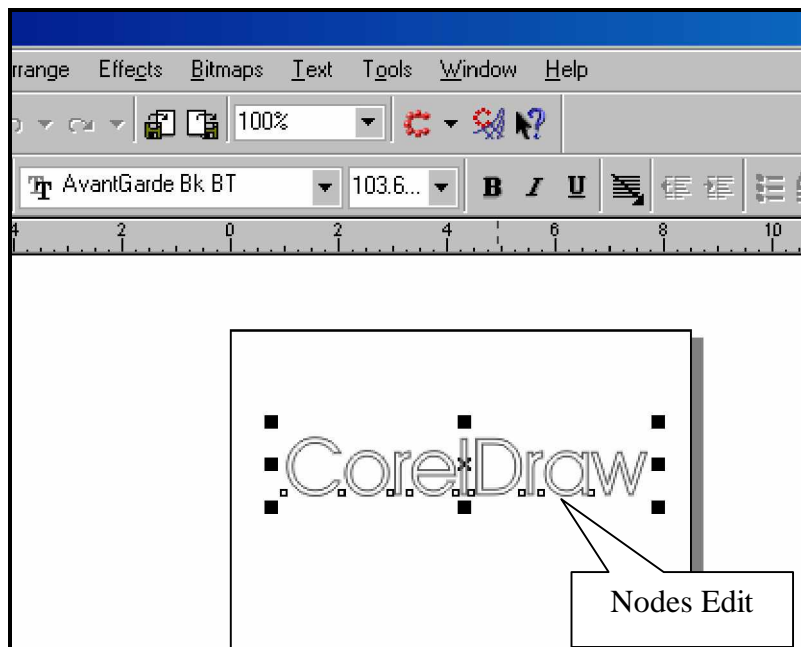 rrange Effects Bitmaps Text Tools Window Help
100%
AvantGarde Bk BT 103.6... B I U
4 2 0 2 4 6 8 10
CorelDraw
Nodes Edit